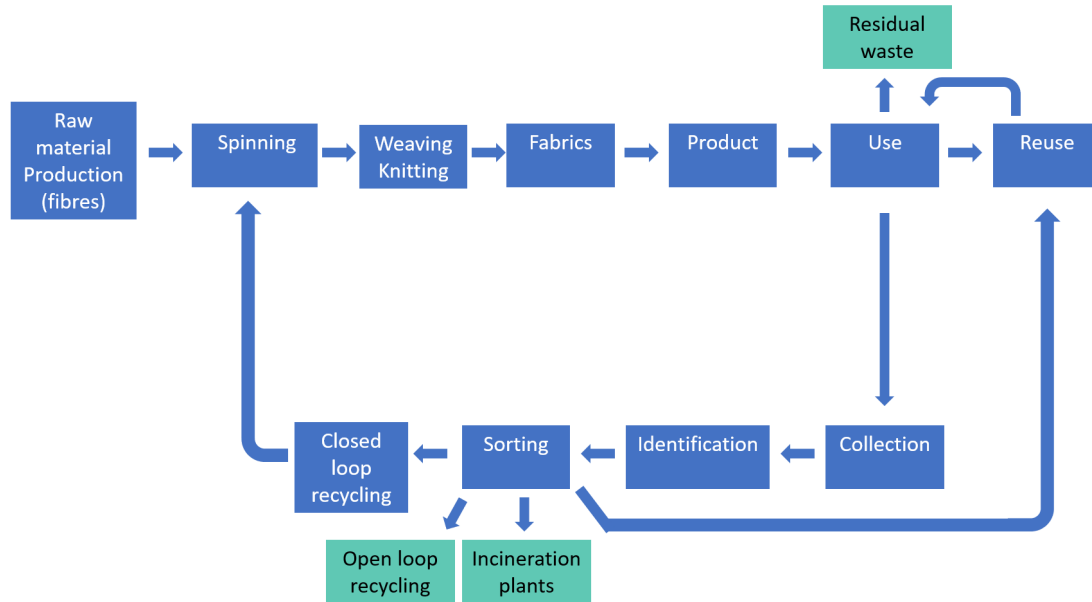 Residual
waste
Raw
material
Production
(fibres)
Spinning
Weaving
Knitting
Fabrics
Product
Use
Reuse
Closed
loop
recycling
Sorting
Identification
Collection
Open loop
recycling
Incineration
plants